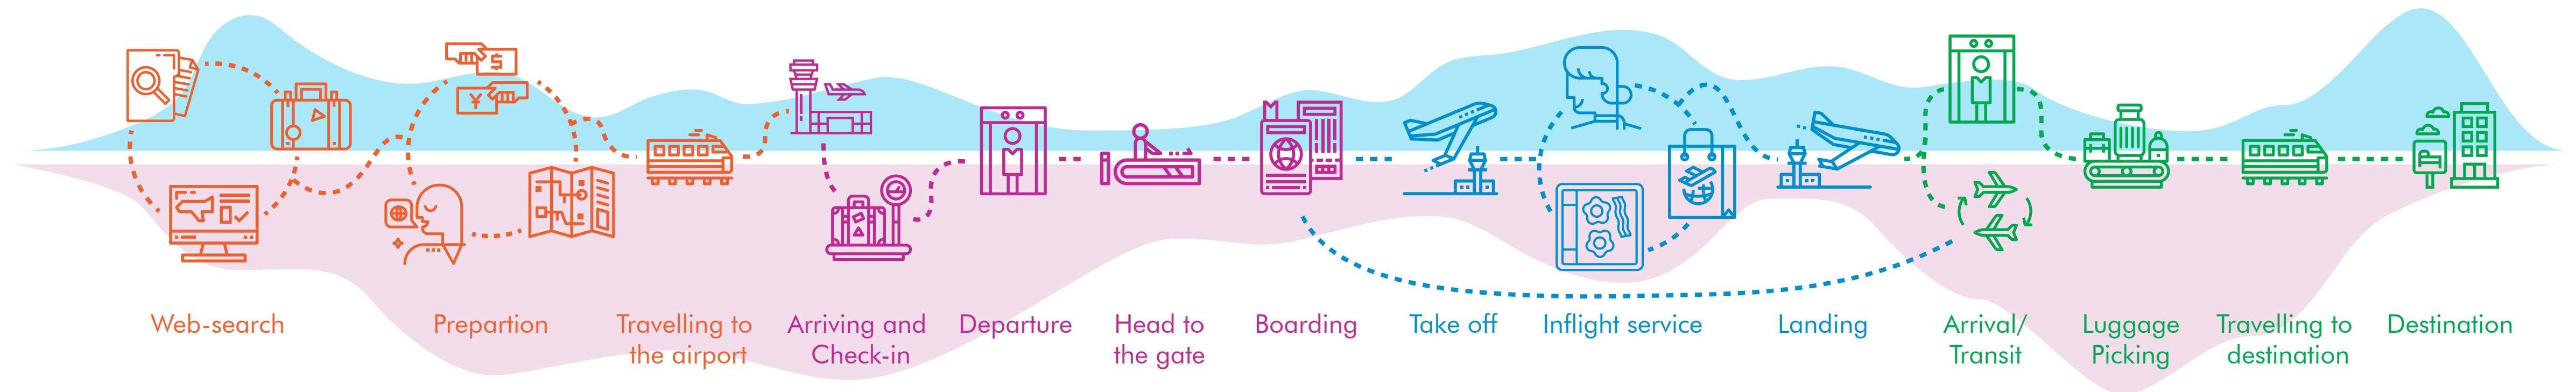 $
¥
Web-search
Prepartion
Travelling to
the airport
Arriving and
Check-in
Departure
Head to
the gate
Boarding
Take off
Inflight service
Landing
Arrival/
Transit
Luggage
Picking
Travelling to
destination
Destination